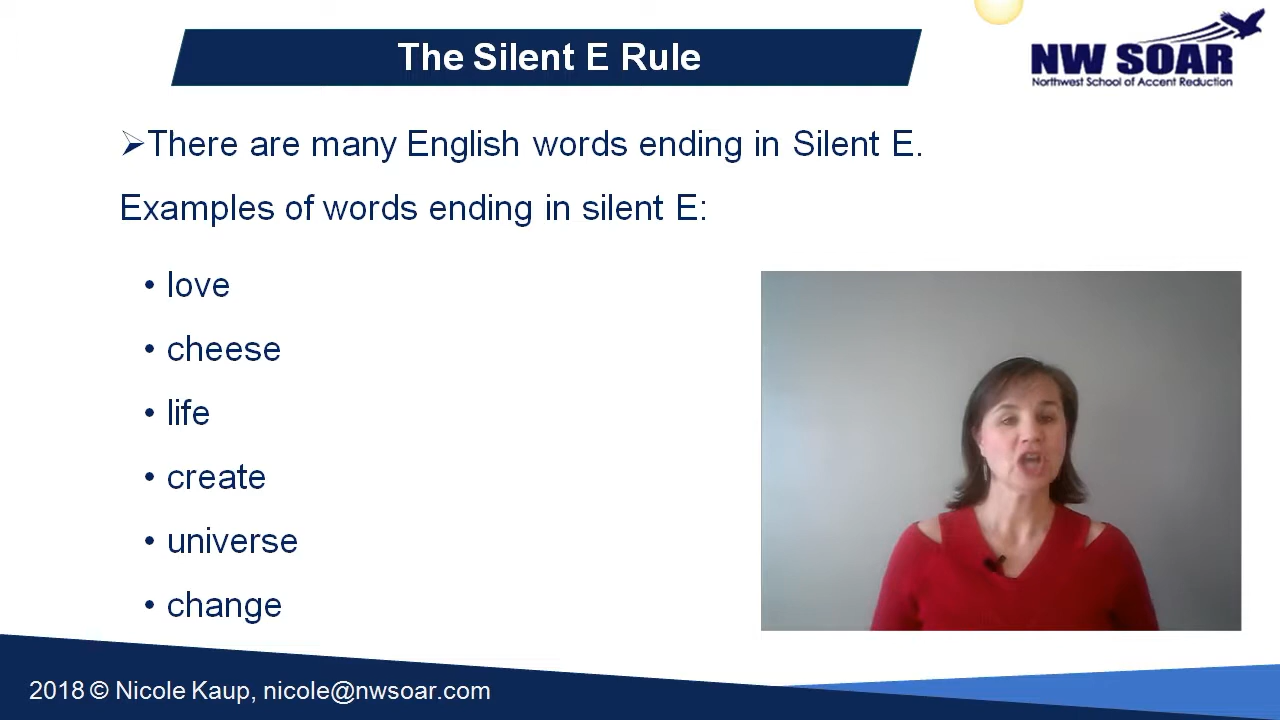 The Silent E Rule
NW SOAR
Northwest School of Accent Reduction
There are many English words ending in Silent E.
Examples of words ending in silent E:
• love
• cheese
• life
• create
• universe
• change
2018 © Nicole Kaup, nicole@nwsoar.com